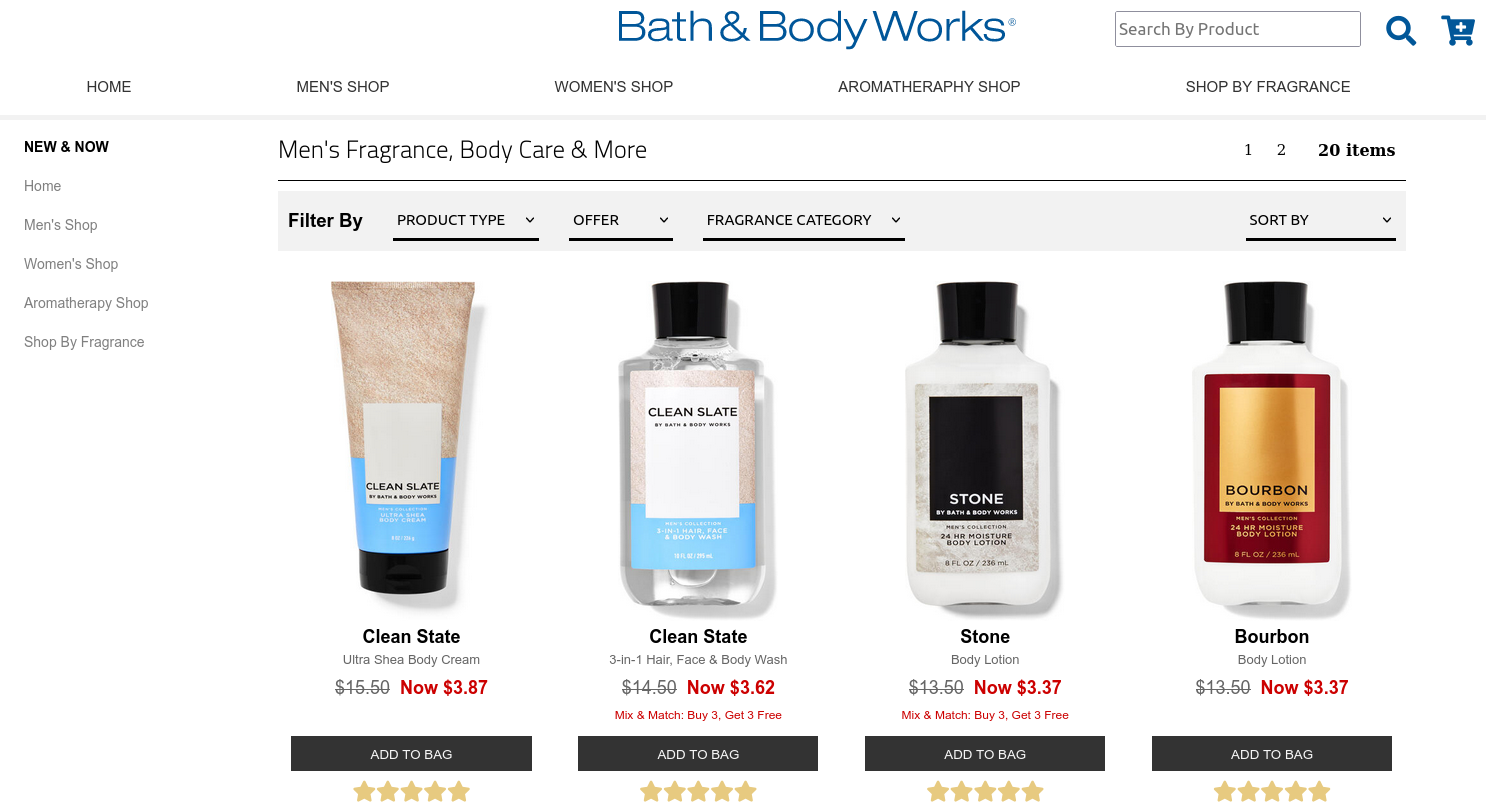 Bath & Body Works®
Search By Product
HOME
MEN'S SHOP
WOMEN'S SHOP
AROMATHERAPHY SHOP
SHOP BY FRAGRANCE
NEW & NOW
Home
Men's Shop
Women's Shop
Aromatherapy Shop
Shop By Fragrance
Men's Fragrance, Body Care & More
1 2 20 items
Filter By
PRODUCT TYPE
OFFER
FRAGRANCE CATEGORY
SORT BY
CLEAN SLATE
BY BATH & BODY WORKS
MEN'S COLLECTION
ULTRA SHEA
BODY CREAM
8 OZ / 226 g
Clean State
Ultra Shea Body Cream
$15.50 Now $3.87
ADD TO BAG
CLEAN SLATE
BY BATH & BODY WORKS
MEN'S COLLECTION
3-IN-1 HAIR, FACE
& BODY WASH
10 FL OZ / 295 mL
Clean State
3-in-1 Hair, Face & Body Wash
$14.50 Now $3.62
Mix & Match: Buy 3, Get 3 Free
ADD TO BAG
STONE
BY BATH & BODY WORKS
MEN'S COLLECTION
24 HR MOISTURE
BODY LOTION
8 FL OZ / 236 mL
Stone
Body Lotion
$13.50 Now $3.37
Mix & Match: Buy 3, Get 3 Free
ADD TO BAG
BOURBON
BY BATH & BODY WORKS
MEN'S COLLECTION
24 HR MOISTURE
BODY LOTION
8 FL OZ / 236 mL
Bourbon
Body Lotion
$13.50 Now $3.37
ADD TO BAG